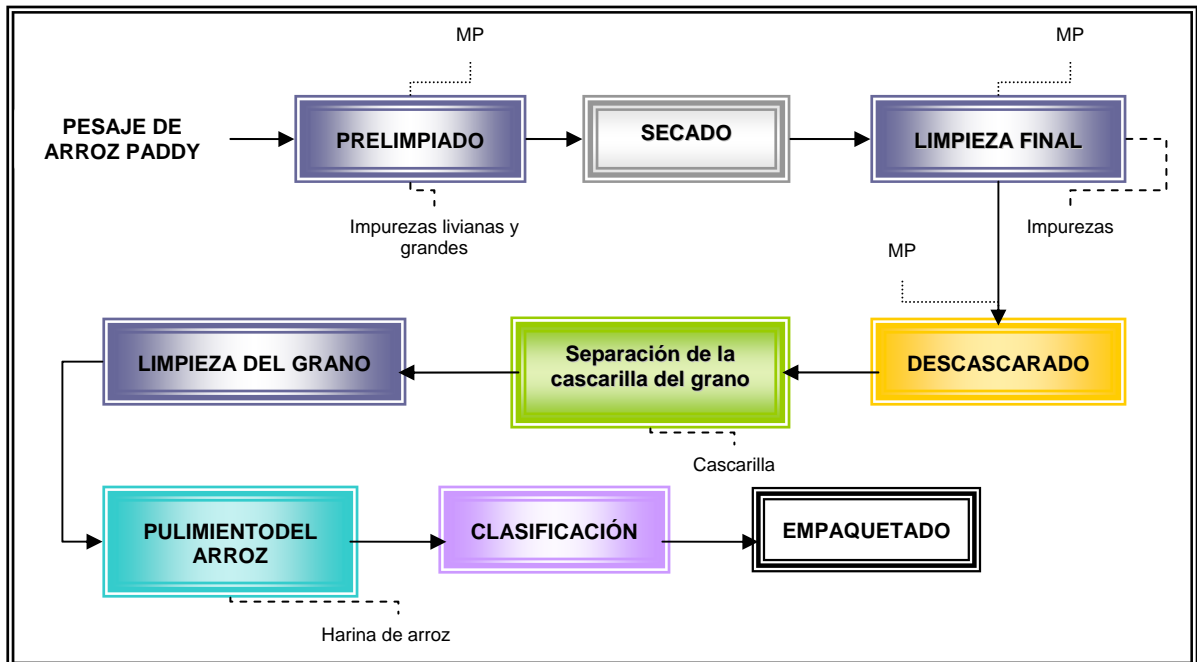 MP
MP
PESAJE DE
ARROZ PADDY
PRELIMPIADO
SECADO
LIMPIEZA FINAL
Impurezas livianas y
grandes
Impurezas
MP
LIMPIEZA DEL GRANO
Separación de la
cascarilla del grano
DESCASCARADO
Cascarilla
PULIMIENTODEL
ARROZ
CLASIFICACIÓN
EMPAQUETADO
Harina de arroz